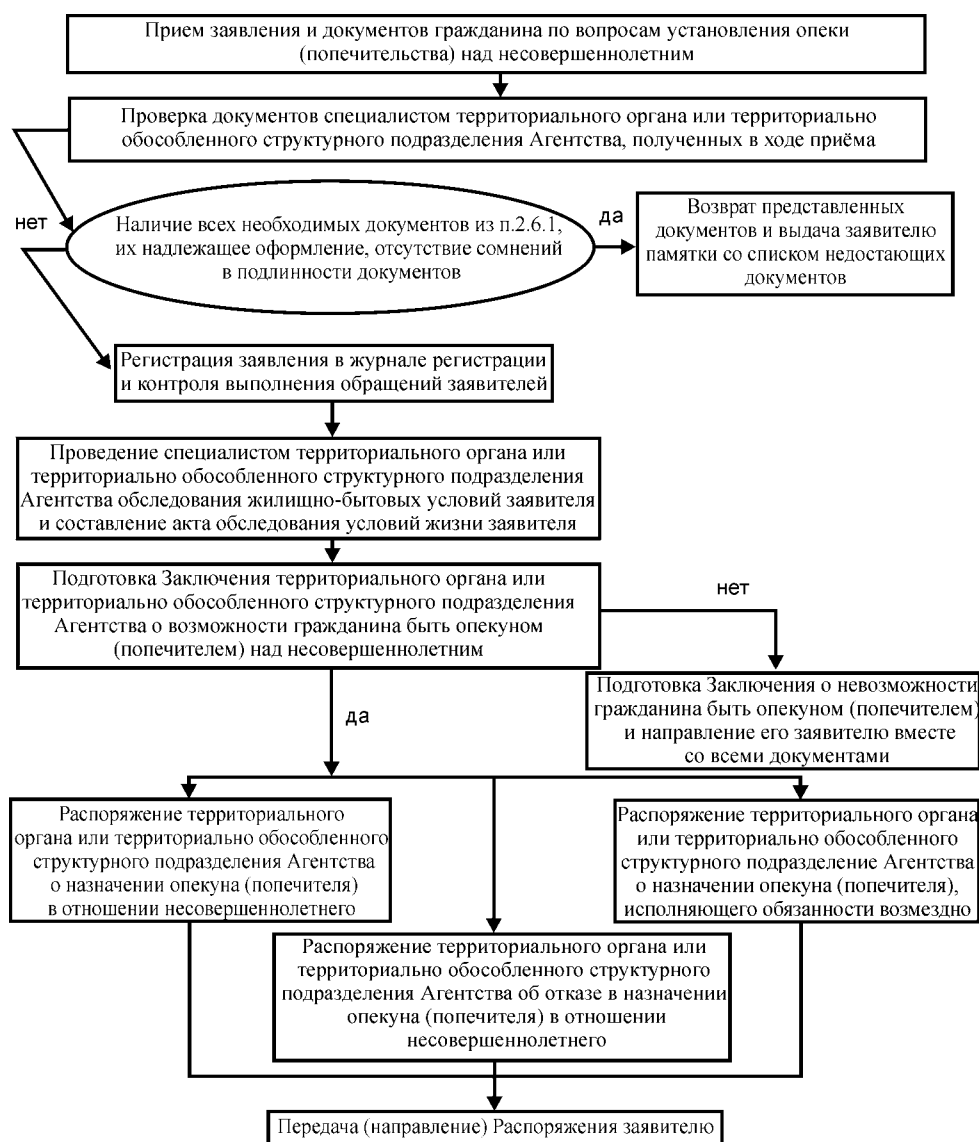 Прием заявления и документов гражданина по вопросам установления опеки
(попечительства) над несовершеннолетним
Проверка документов специалистом территориального органа или территориально
обособленного структурного подразделения Агентства, полученных в ходе приёма
нет
Наличие всех необходимых документов из п.2.6.1,
их надлежащее оформление, отсутствие сомнений
в подлинности документов
да
Возврат представленных
документов и выдача заявителю
памятки со списком недостающих
документов
Регистрация заявления в журнале регистрации
и контроля выполнения обращений заявителей
Проведение специалистом территориального органа или
территориально обособленного структурного подразделения
Агентства обследования жилищно-бытовых условий заявителя
и составление акта обследования условий жизни заявителя
Подготовка Заключения территориального органа или
территориально обособленного структурного подразделения
Агентства о возможности гражданина быть опекуном
(попечителем) над несовершеннолетним
нет
Подготовка Заключения о невозможности
гражданина быть опекуном (попечителем)
и направление его заявителю вместе
со всеми документами
да
Распоряжение территориального
органа или территориально обособленного
структурного подразделения Агентства
о назначении опекуна (попечителя)
в отношении несовершеннолетнего
Распоряжение территориального органа
или территориально обособленного
структурного подразделение Агентства
о назначении опекуна (попечителя),
исполняющего обязанности возмездно
Распоряжение территориального органа или
территориально обособленного структурного
подразделения Агентства об отказе в назначении
опекуна (попечителя) в отношении
несовершеннолетнего
Передача (направление) Распоряжения заявителю